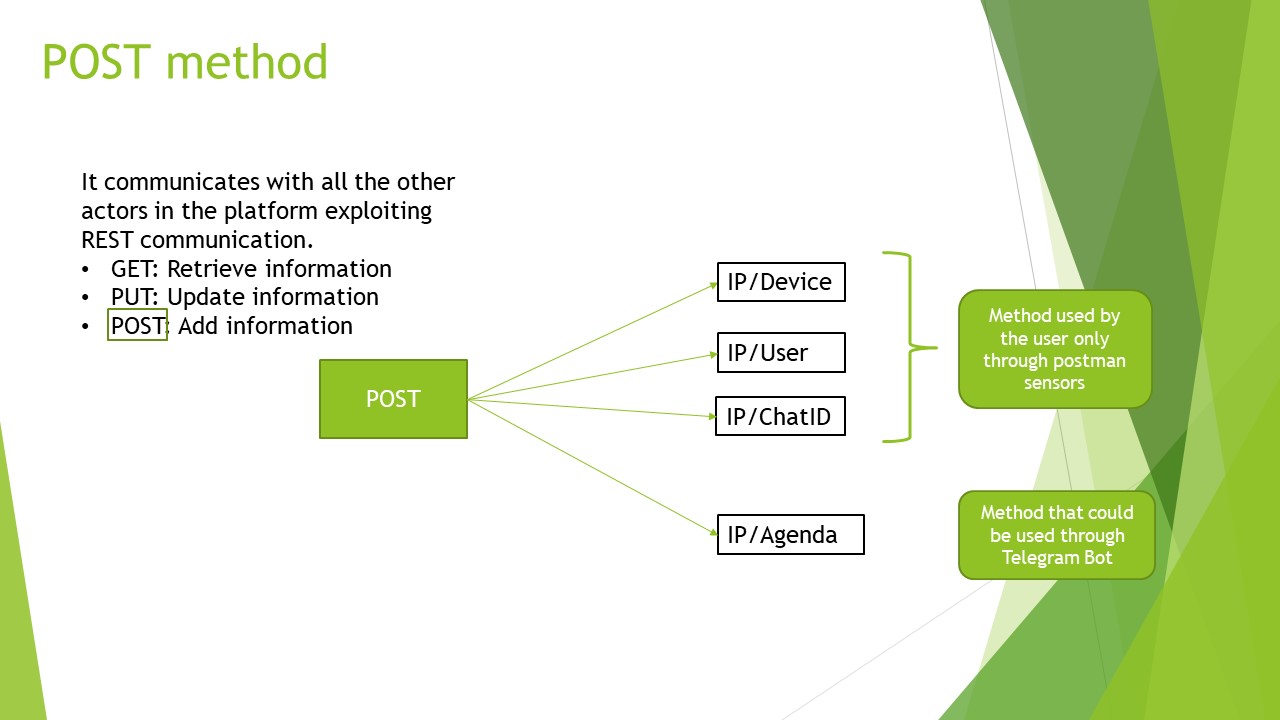 POST method
It communicates with all the other
actors in the platform exploiting
REST communication.
• GET: Retrieve information
• PUT: Update information
• POST: Add information
POST
IP/Device
IP/User
IP/ChatID
IP/Agenda
Method used by
the user only
through postman
sensors
Method that could
be used through
Telegram Bot